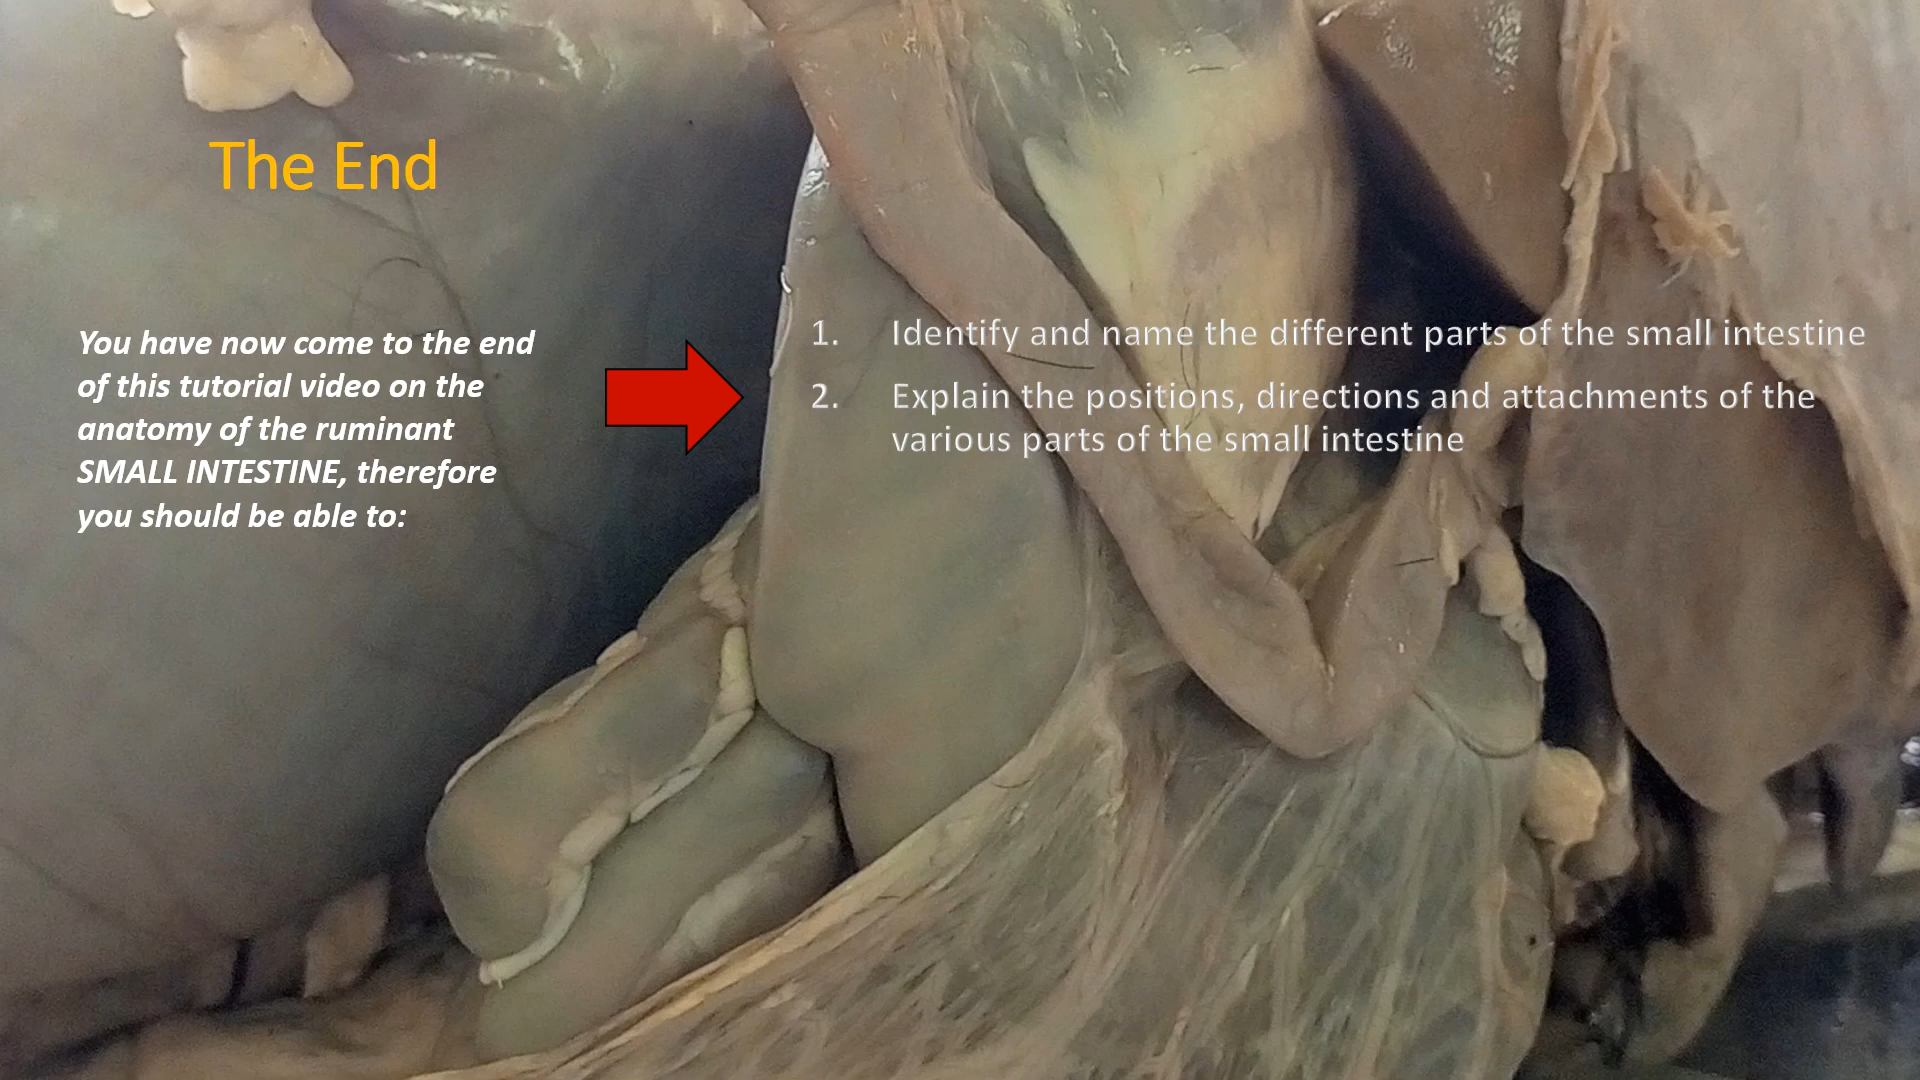 The End
You have now come to the end
of this tutorial video on the
anatomy of the ruminant
SMALL INTESTINE, therefore
you should be able to:
1. Identify and name the different parts of the small intestine
2. Explain the positions, directions and attachments of the
various parts of the small intestine